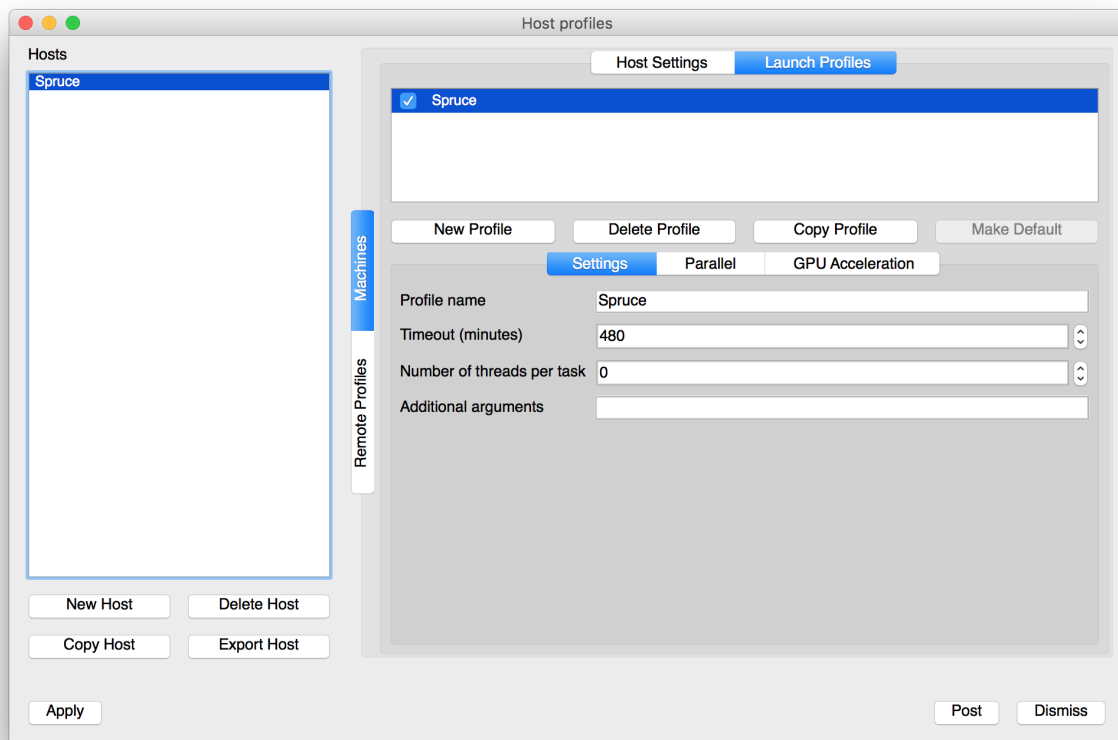 Host profiles
Hosts
Spruce
Host Settings
Launch Profiles
Spruce
New Profile
Delete Profile
Copy Profile
Make Default
Machines
Remote Profiles
Settings
Parallel
GPU Acceleration
Profile name
Spruce
Timeout (minutes)
480
Number of threads per task
0
Additional arguments
New Host
Delete Host
Copy Host
Export Host
Apply
Post
Dismiss